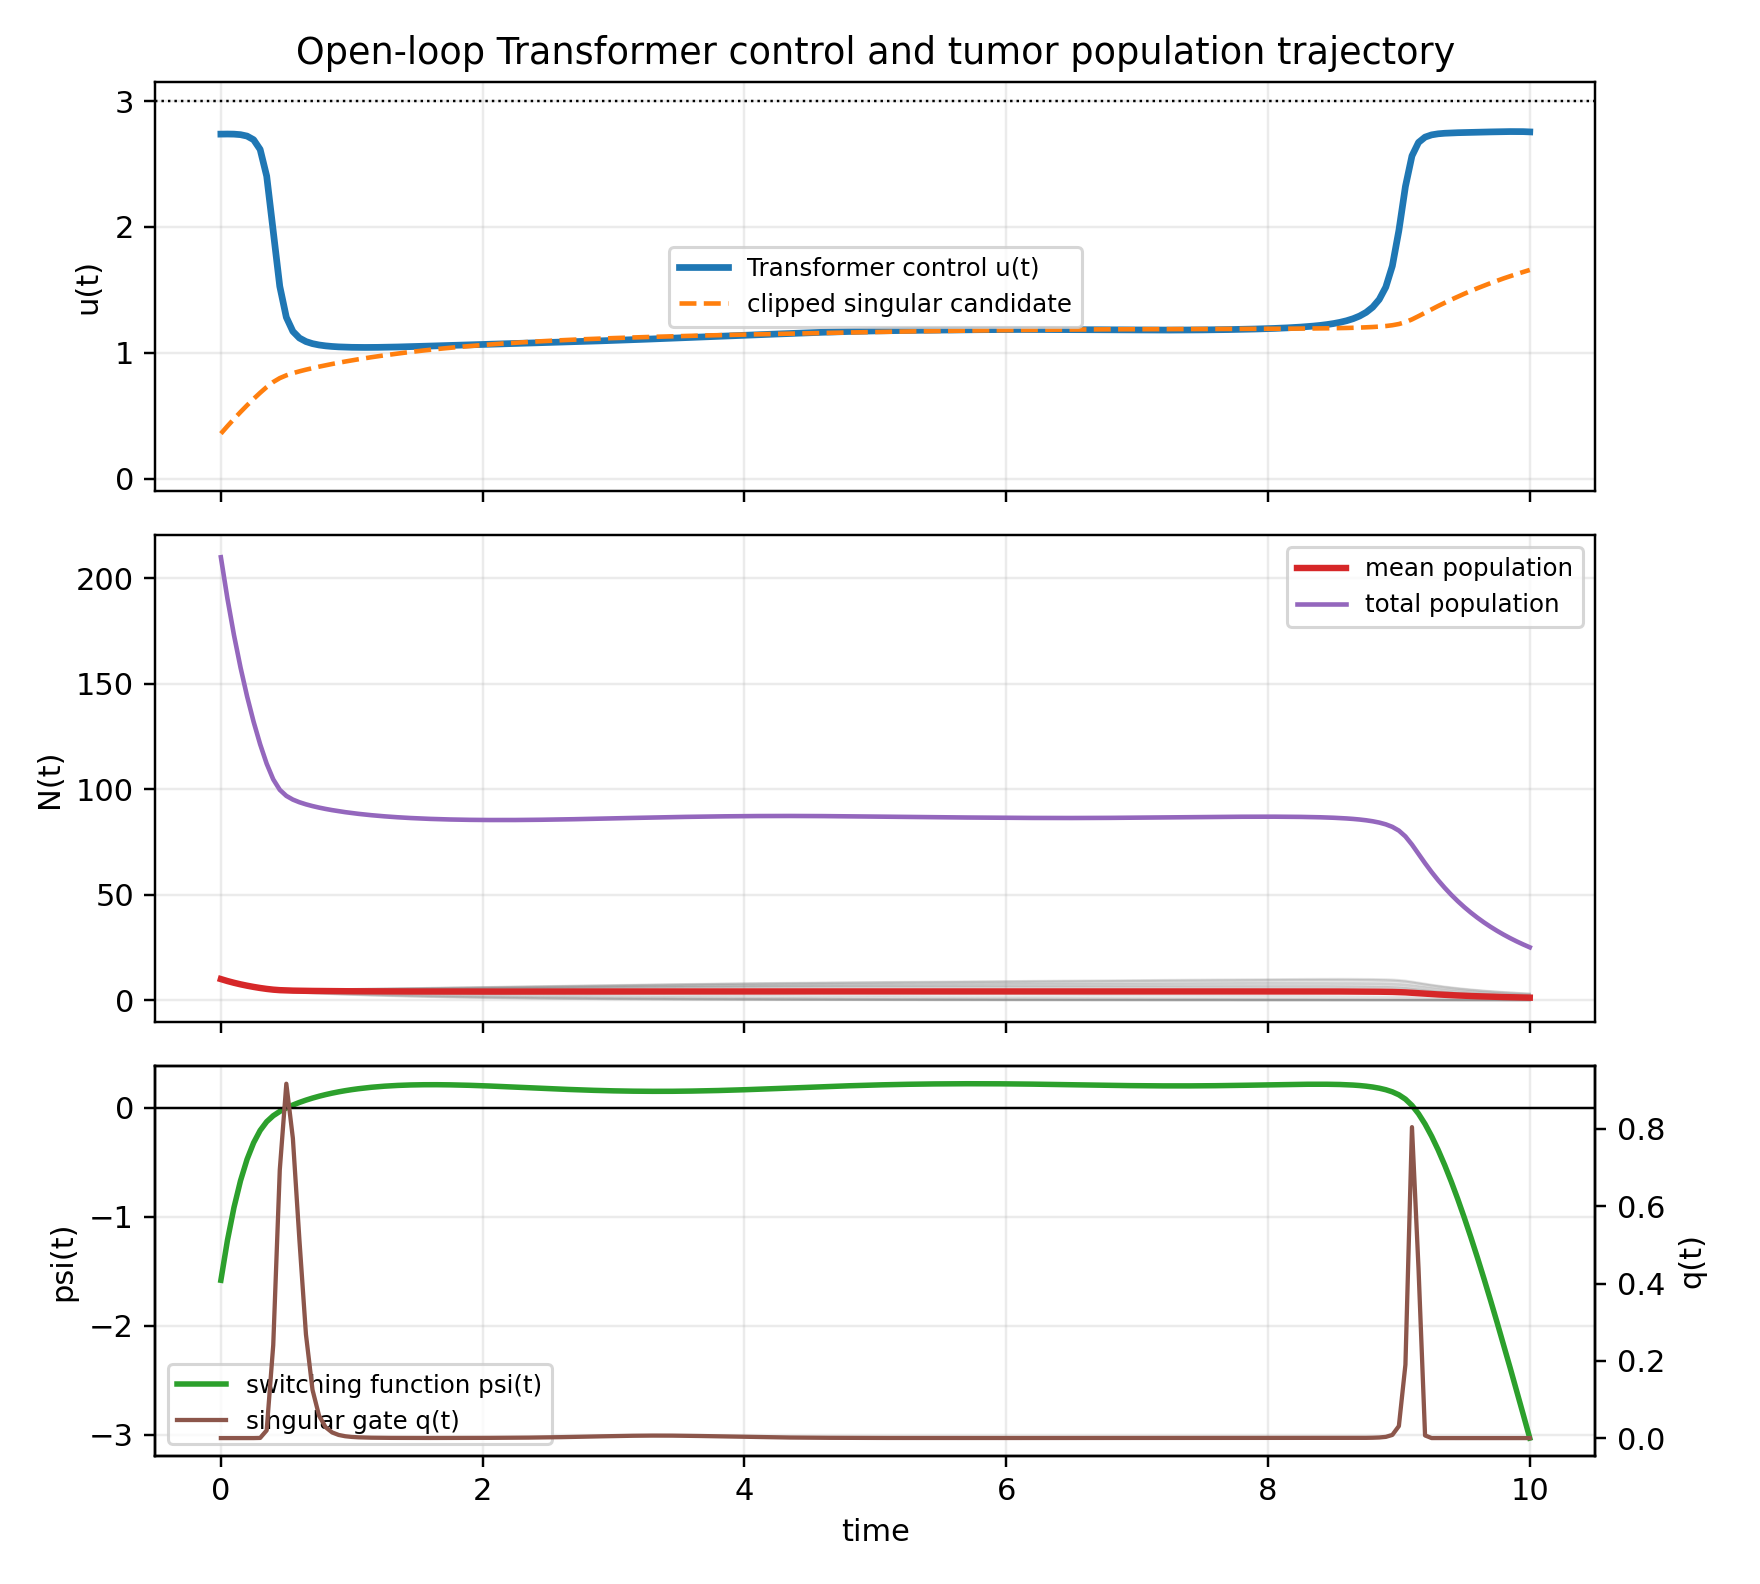 Open-loop Transformer control and tumor population trajectory
3
2
1
0
u(t)
Transformer control u(t)
clipped singular candidate
200
150
100
50
0
N(t)
mean population
total population
0
−1
−2
−3
psi(t)
switching function psi(t)
singular gate q(t)
0.8
0.6
0.4
0.2
0.0
q(t)
0 2 4 6 8 10
time